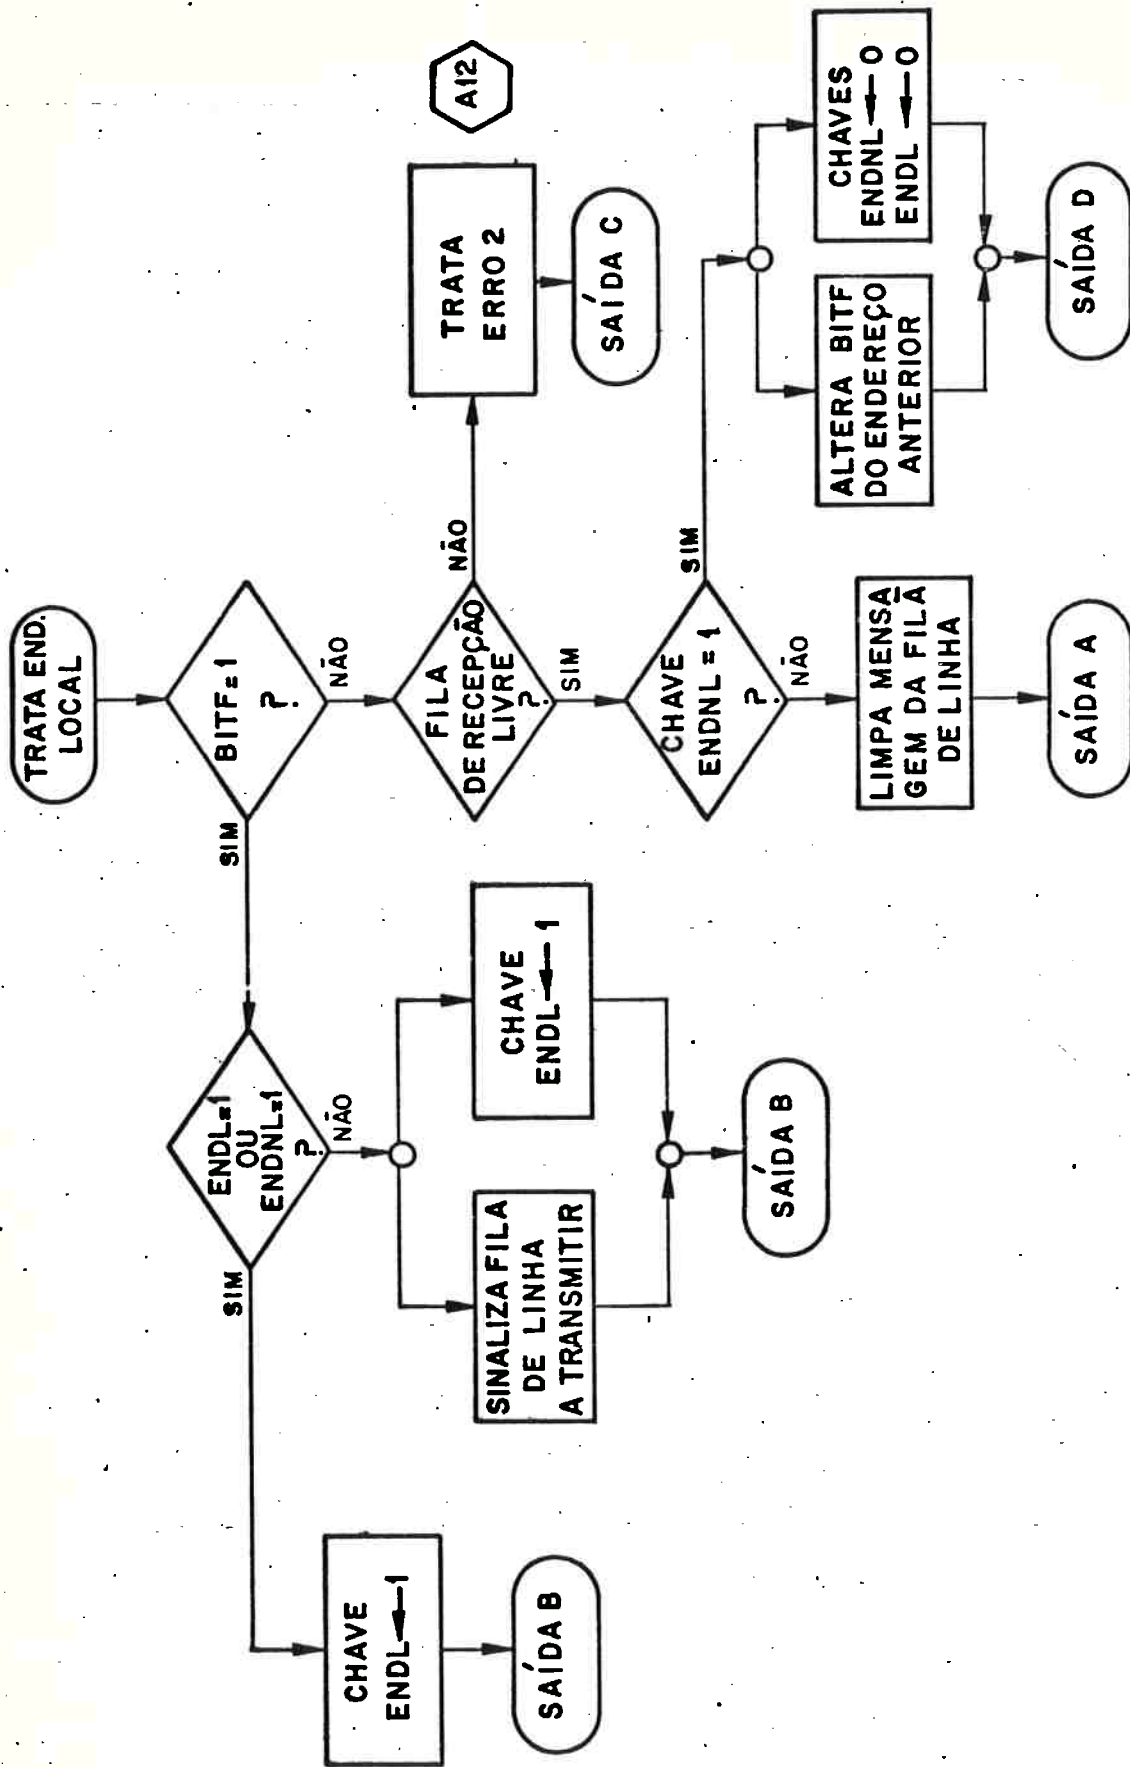 TRATA END.
LOCAL
BITF=1
?
SIM
NÃO
ENDL=1
OU
ENDNL=1
?
SIM
NÃO
CHAVE
ENDL←1
SAÍDA B
SINALIZA FILA
DE LINHA
A TRANSMITIR
CHAVE
ENDL←1
SAÍDA B
FILA
DE RECEPÇÃO
LIVRE
?
NÃO
SIM
TRATA
ERRO 2
SAÍDA C
A12
CHAVE
ENDNL=1
?
SIM
NÃO
LIMPA MENSA
GEM DA FILA
DE LINHA
SAÍDA A
ALTERA BITF
DO ENDEREÇO
ANTERIOR
CHAVES
ENDNL←0
ENDL←0
SAÍDA D